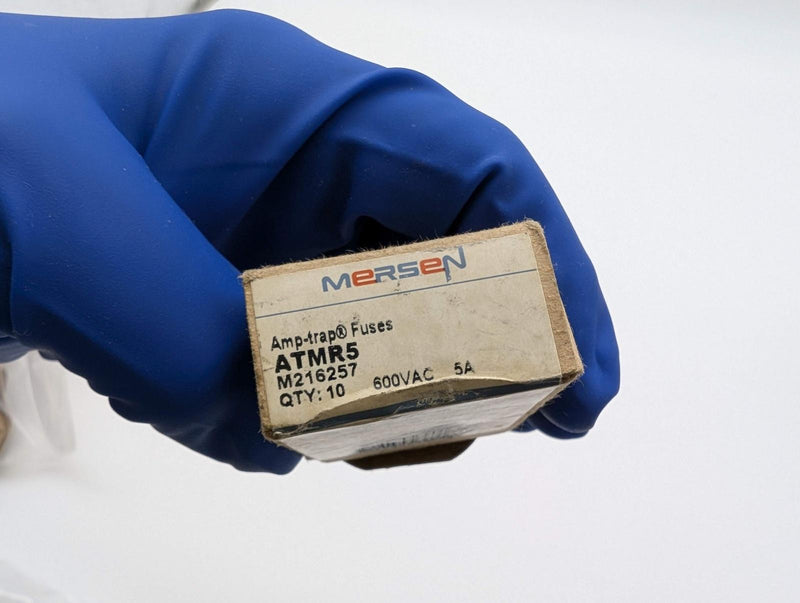 MERSEN
Amp-trap® Fuses
ATMR5
M216257
QTY: 10 600VAC 5A